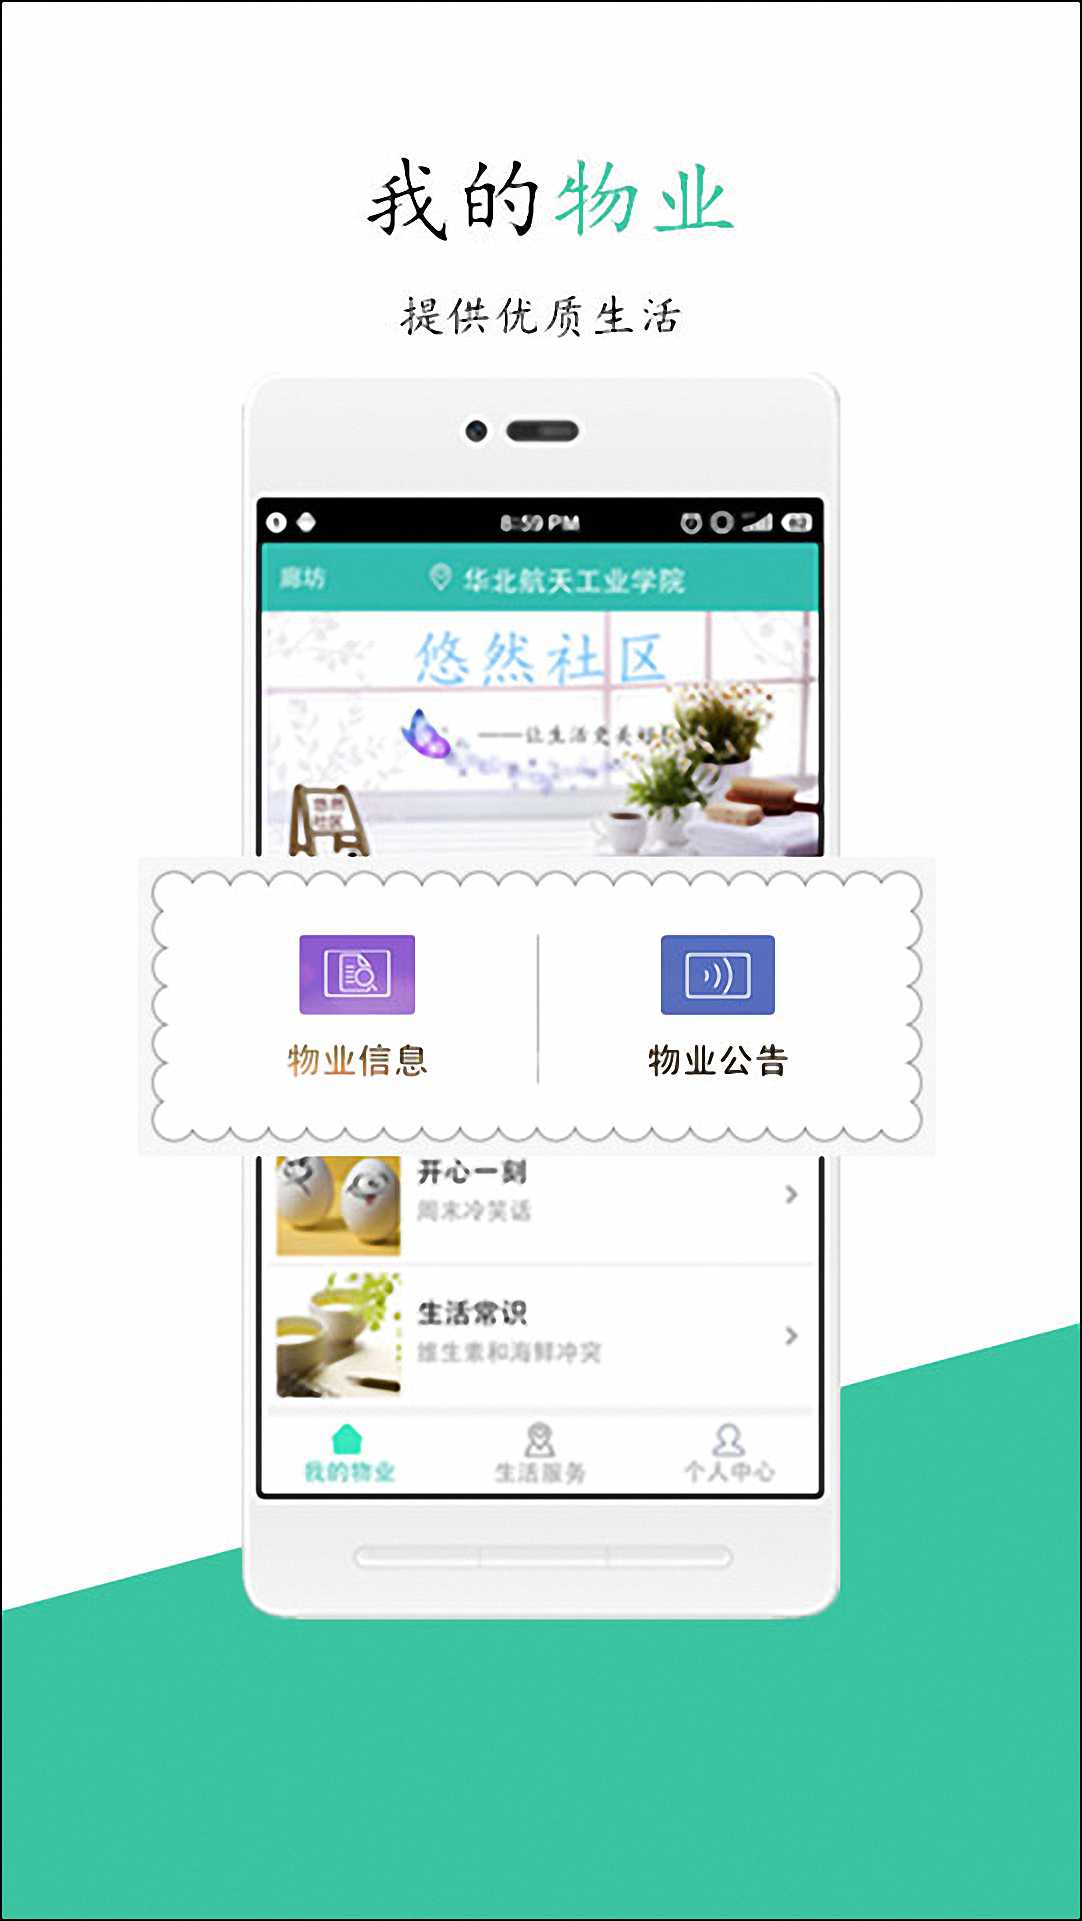 我的物业
提供优质生活
8:59 PM
廊坊
华北航天工业学院
悠然社区
——让生活更美好
悠然
社区
物业信息
物业公告
开心一刻
周末冷笑话
生活常识
维生素和海鲜冲突
我的物业
生活服务
个人中心